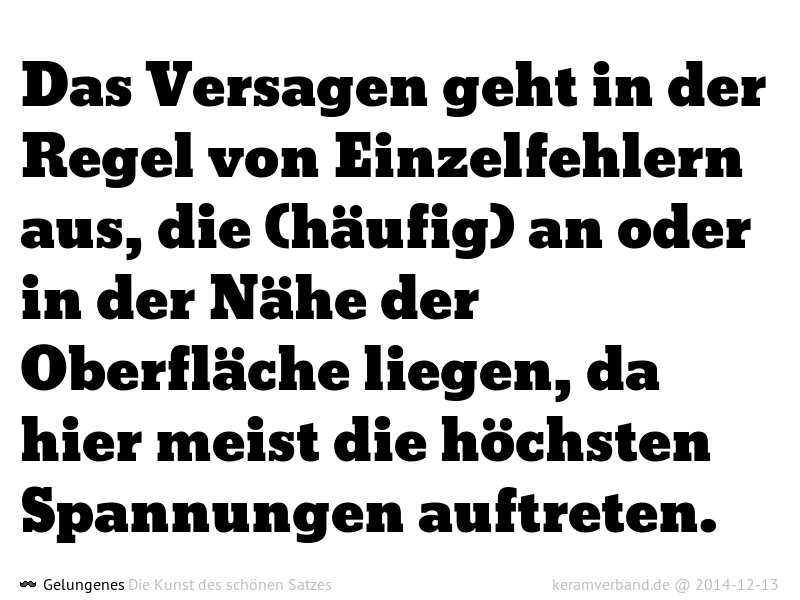 Das Versagen geht in der
Regel von Einzelfehlern
aus, die (häufig) an oder
in der Nähe der
Oberfläche liegen, da
hier meist die höchsten
Spannungen auftreten.
Gelungenes Die Kunst des schönen Satzes
keramverband.de @ 2014-12-13